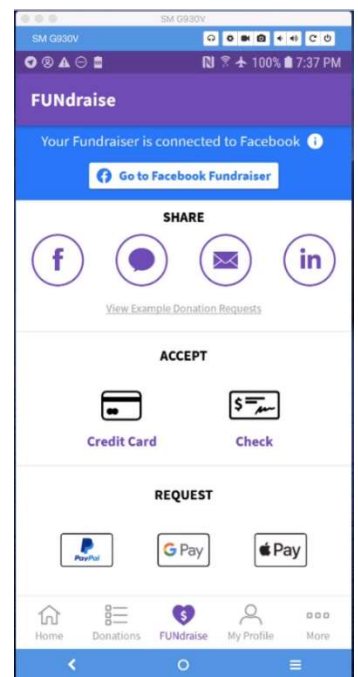 SM G930V
SM G930V
100% 7:37 PM
FUNdraise
Your Fundraiser is connected to Facebook i
f Go to Facebook Fundraiser
SHARE
f in
View Example Donation Requests
ACCEPT
$
Credit Card Check
REQUEST
PayPal G Pay Pay
$
Home Donations FUNdraise My Profile More